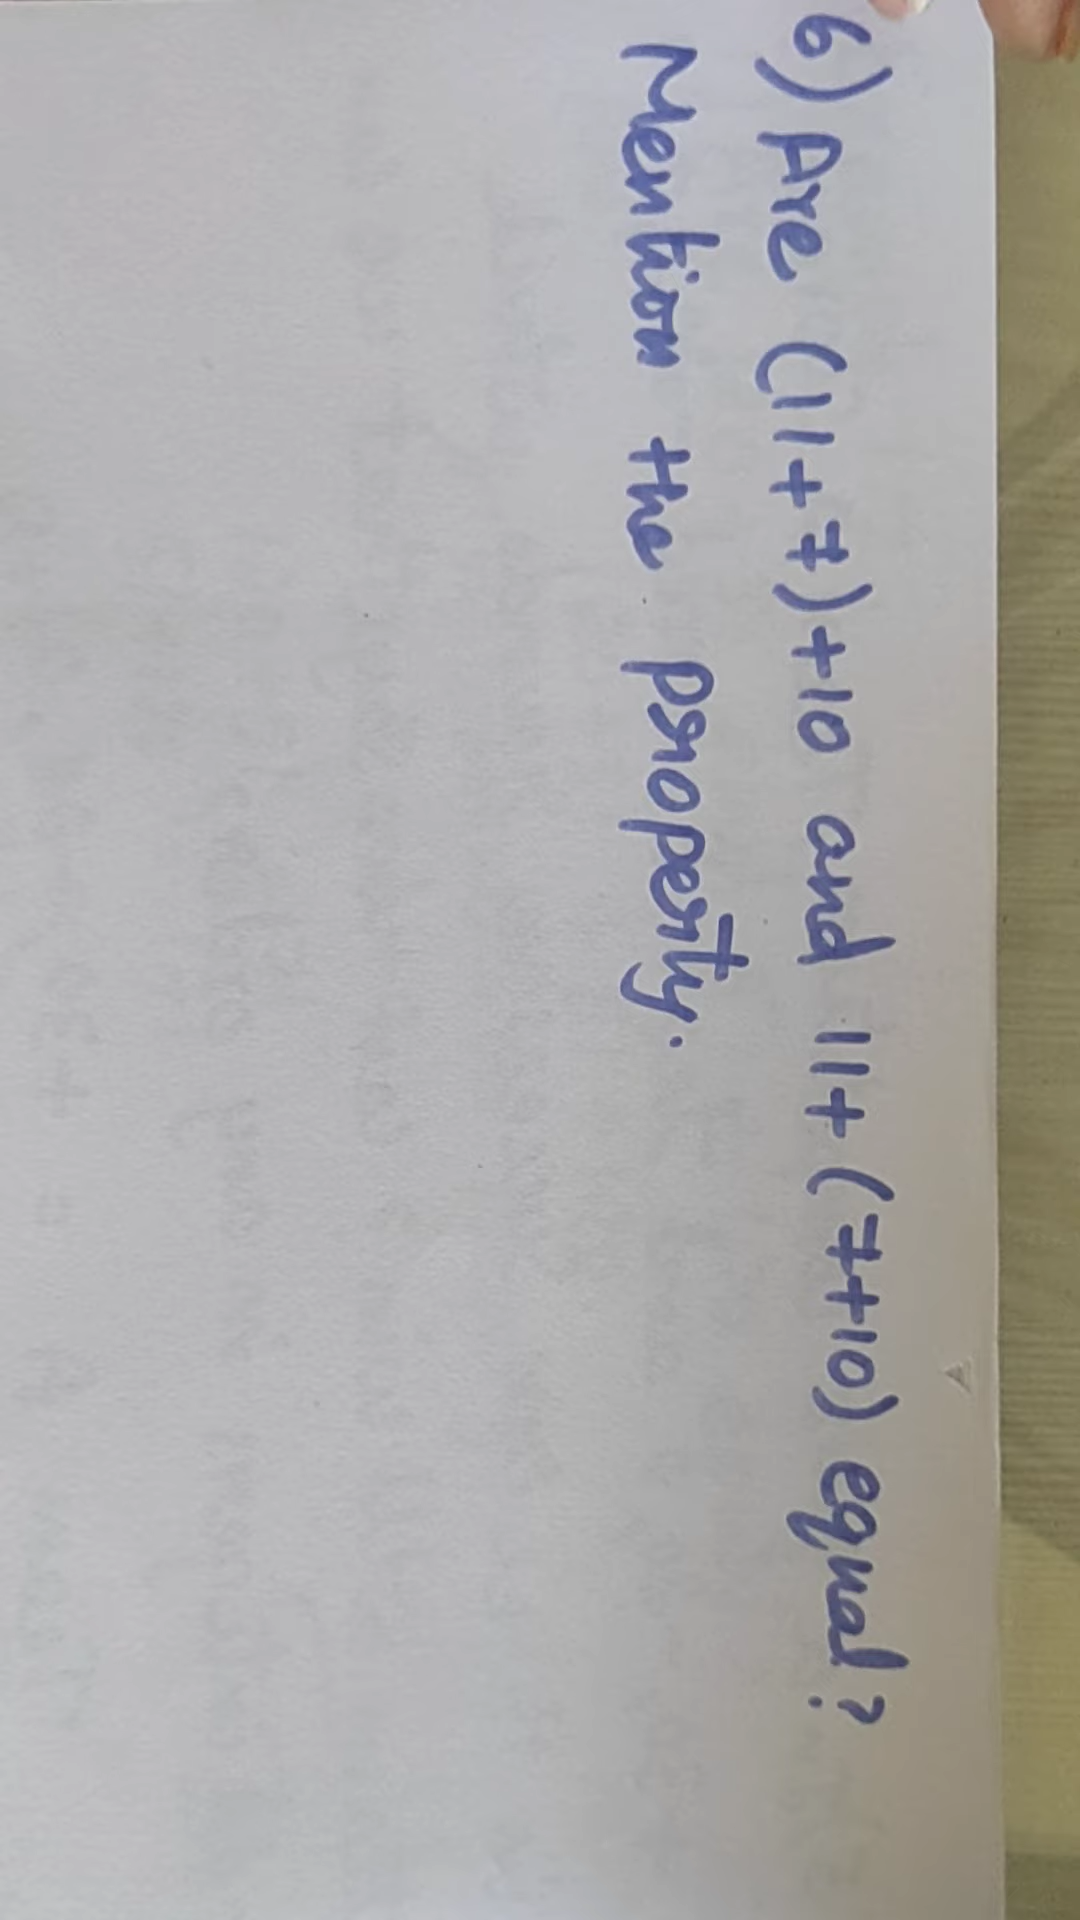 6) Are (11+7)+10 and 11+(7+10) equal?
Mention the property.